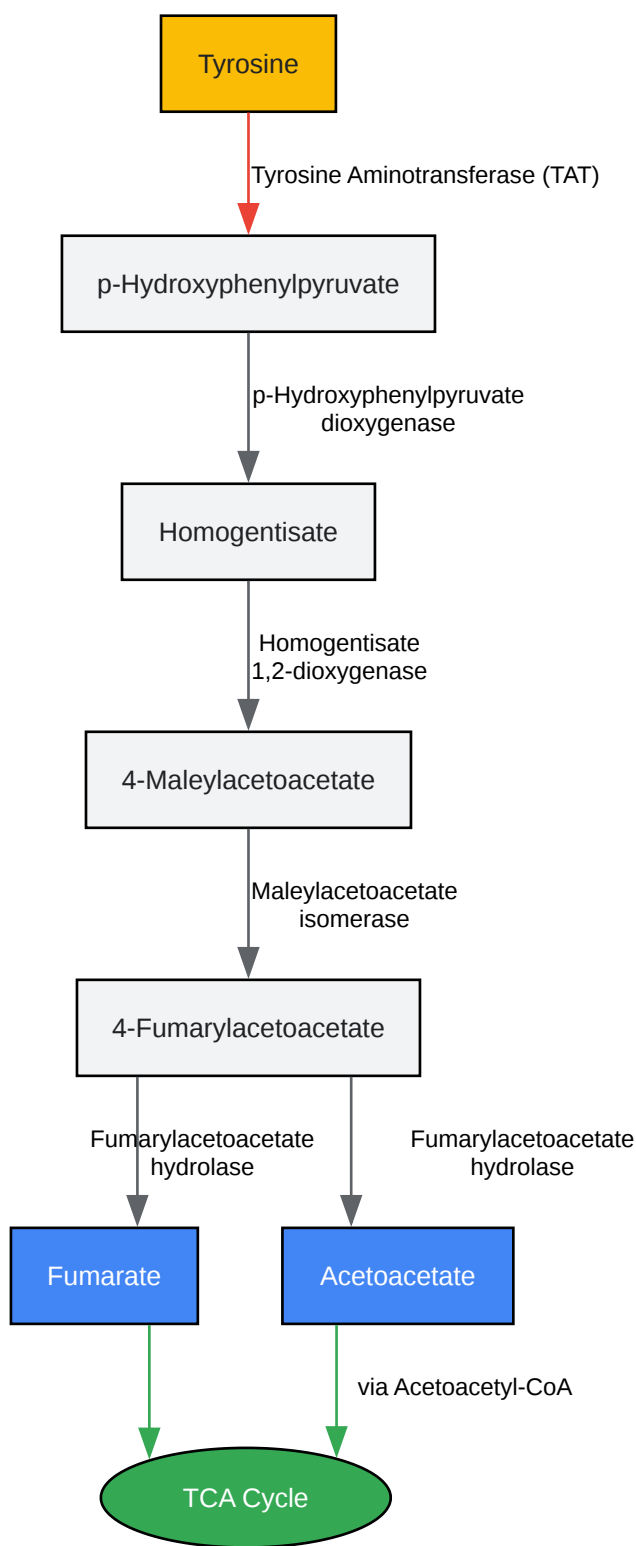 Tyrosine
Tyrosine Aminotransferase (TAT)
p-Hydroxyphenylpyruvate
p-Hydroxyphenylpyruvate
dioxygenase
Homogentisate
Homogentisate
1,2-dioxygenase
4-Maleylacetoacetate
Maleylacetoacetate
isomerase
4-Fumarylacetoacetate
Fumarylacetoacetate
hydrolase
Fumarylacetoacetate
hydrolase
Fumarate
Acetoacetate
via Acetoacetyl-CoA
TCA Cycle